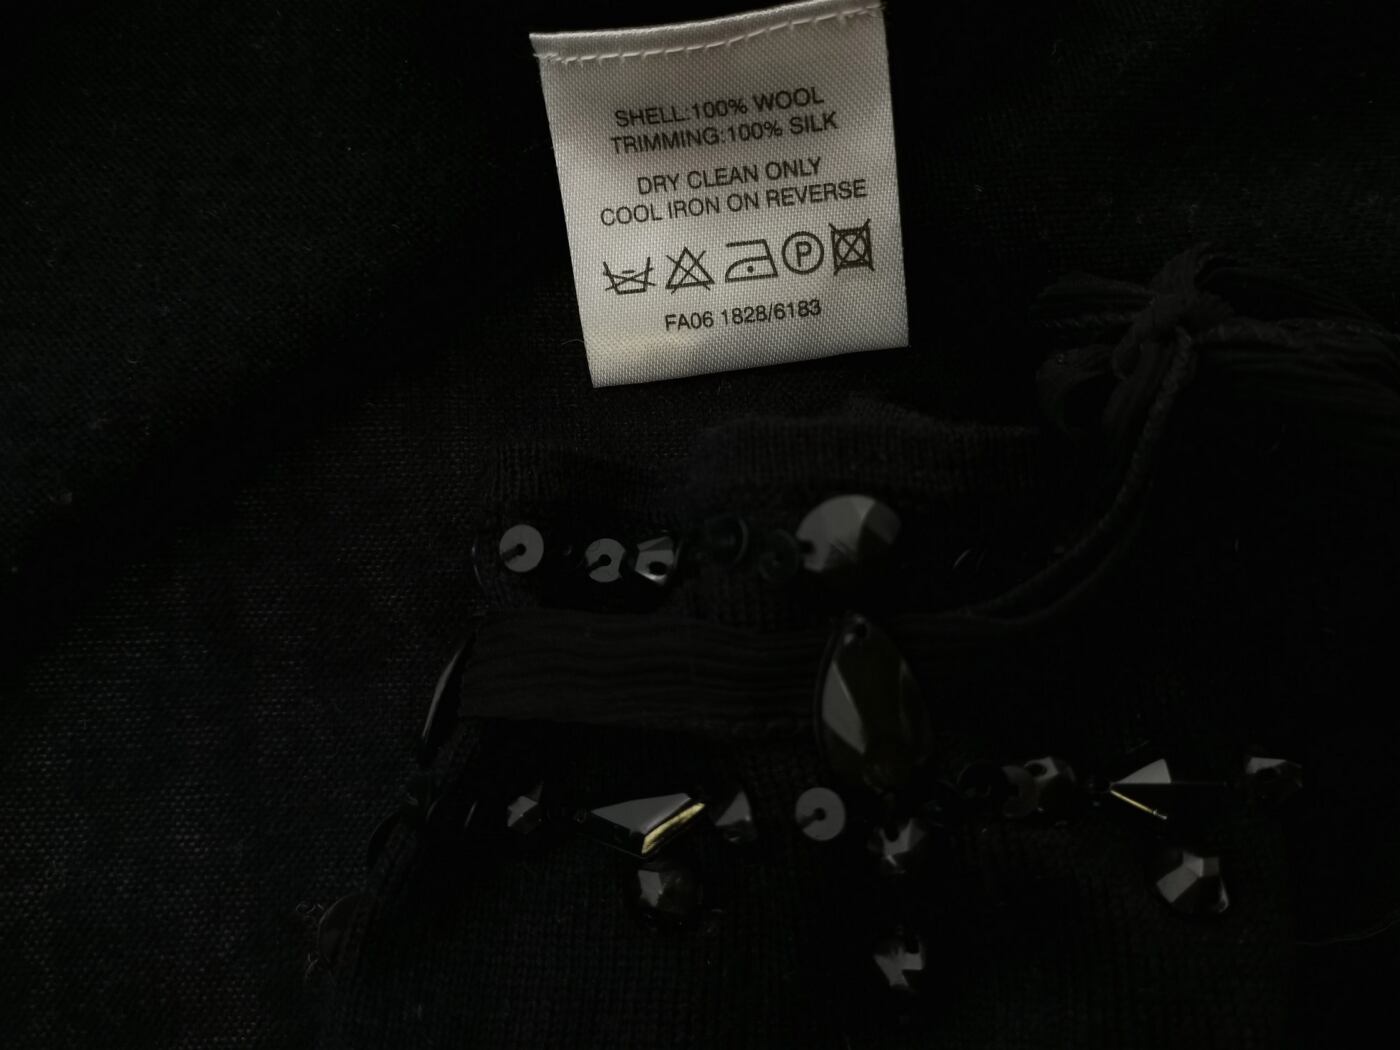 SHELL:100% WOOL
TRIMMING:100% SILK
DRY CLEAN ONLY
COOL IRON ON REVERSE
P
FA06 1828/6183